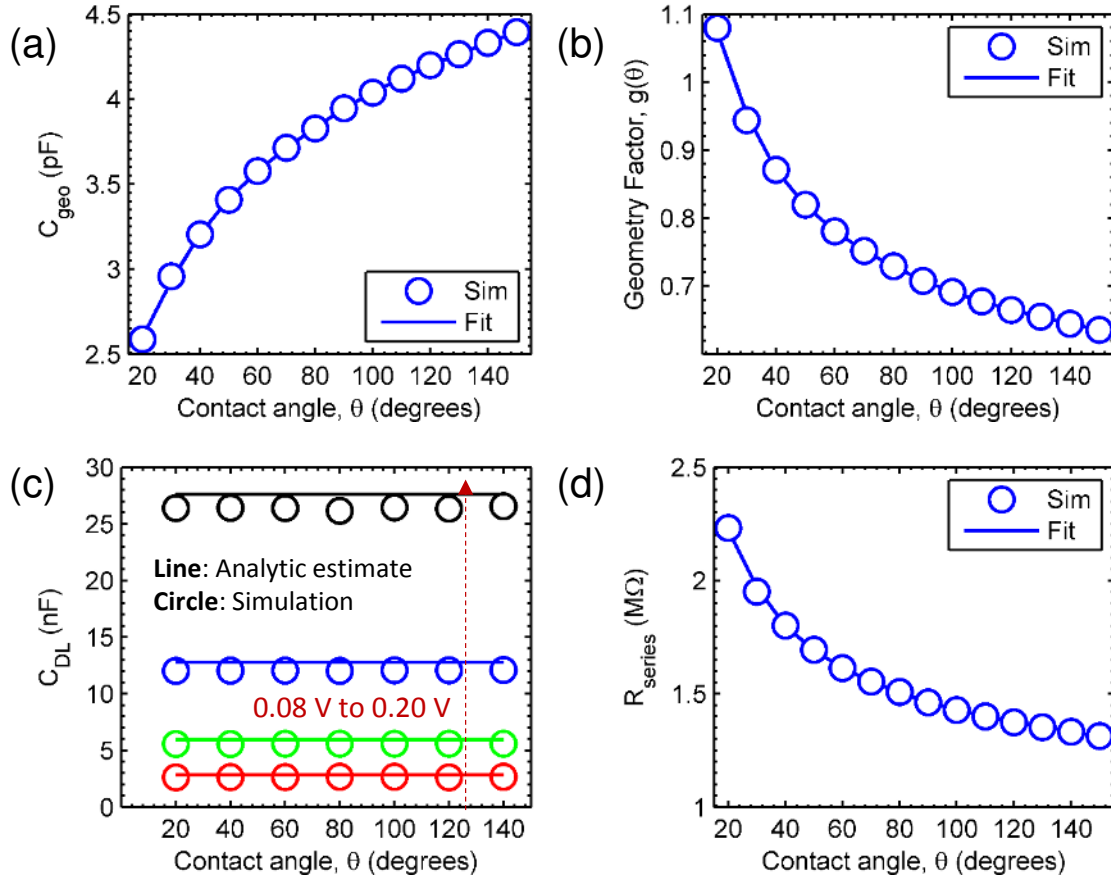 (a)
4.5
4
3.5
3
2.5
C_geo (pF)
Sim
Fit
20 40 60 80 100 120 140
Contact angle, θ (degrees)
(b)
1.1
1
0.9
0.8
0.7
Geometry Factor, g(θ)
Sim
Fit
20 40 60 80 100 120 140
Contact angle, θ (degrees)
(c)
30
25
20
15
10
5
0
C_DL (nF)
Line: Analytic estimate
Circle: Simulation
0.08 V to 0.20 V
20 40 60 80 100 120 140
Contact angle, θ (degrees)
(d)
2.5
2
1.5
1
R_series (MΩ)
Sim
Fit
20 40 60 80 100 120 140
Contact angle, θ (degrees)